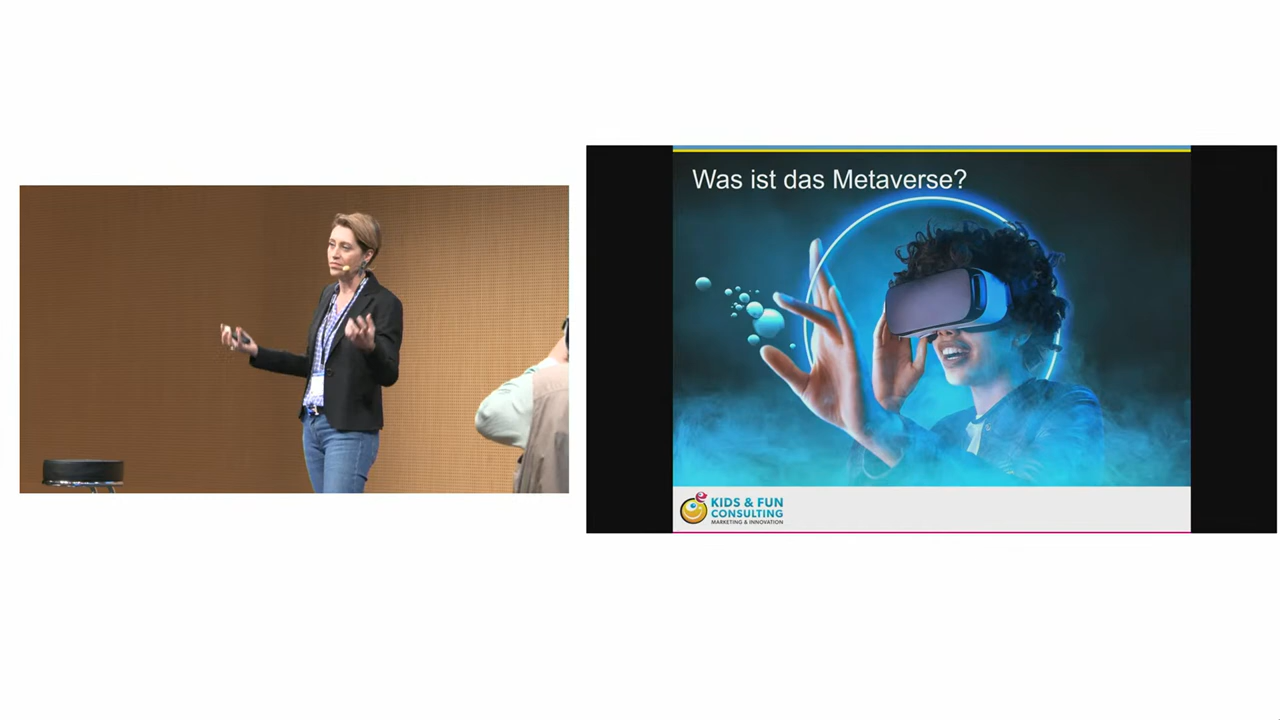 Was ist das Metaverse?
KIDS & FUN
CONSULTING
MARKETING & INNOVATION